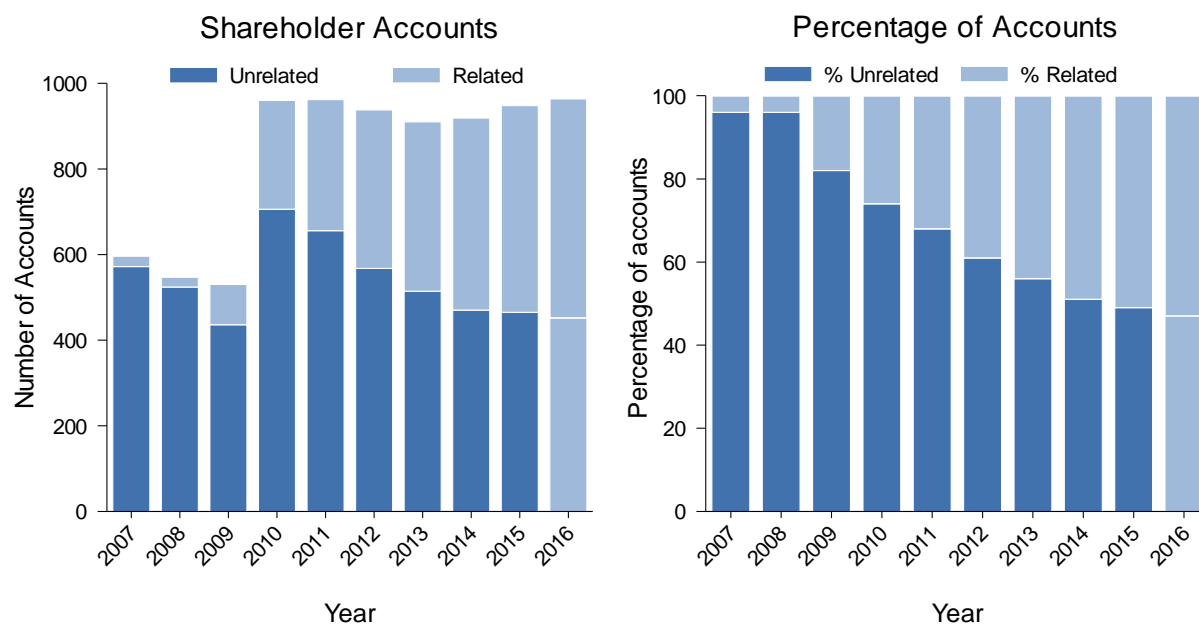 Shareholder Accounts
Unrelated Related
1000
800
600
400
200
0
Number of Accounts
2007 2008 2009 2010 2011 2012 2013 2014 2015 2016
Year
Percentage of Accounts
% Unrelated % Related
100
80
60
40
20
0
Percentage of accounts
2007 2008 2009 2010 2011 2012 2013 2014 2015 2016
Year